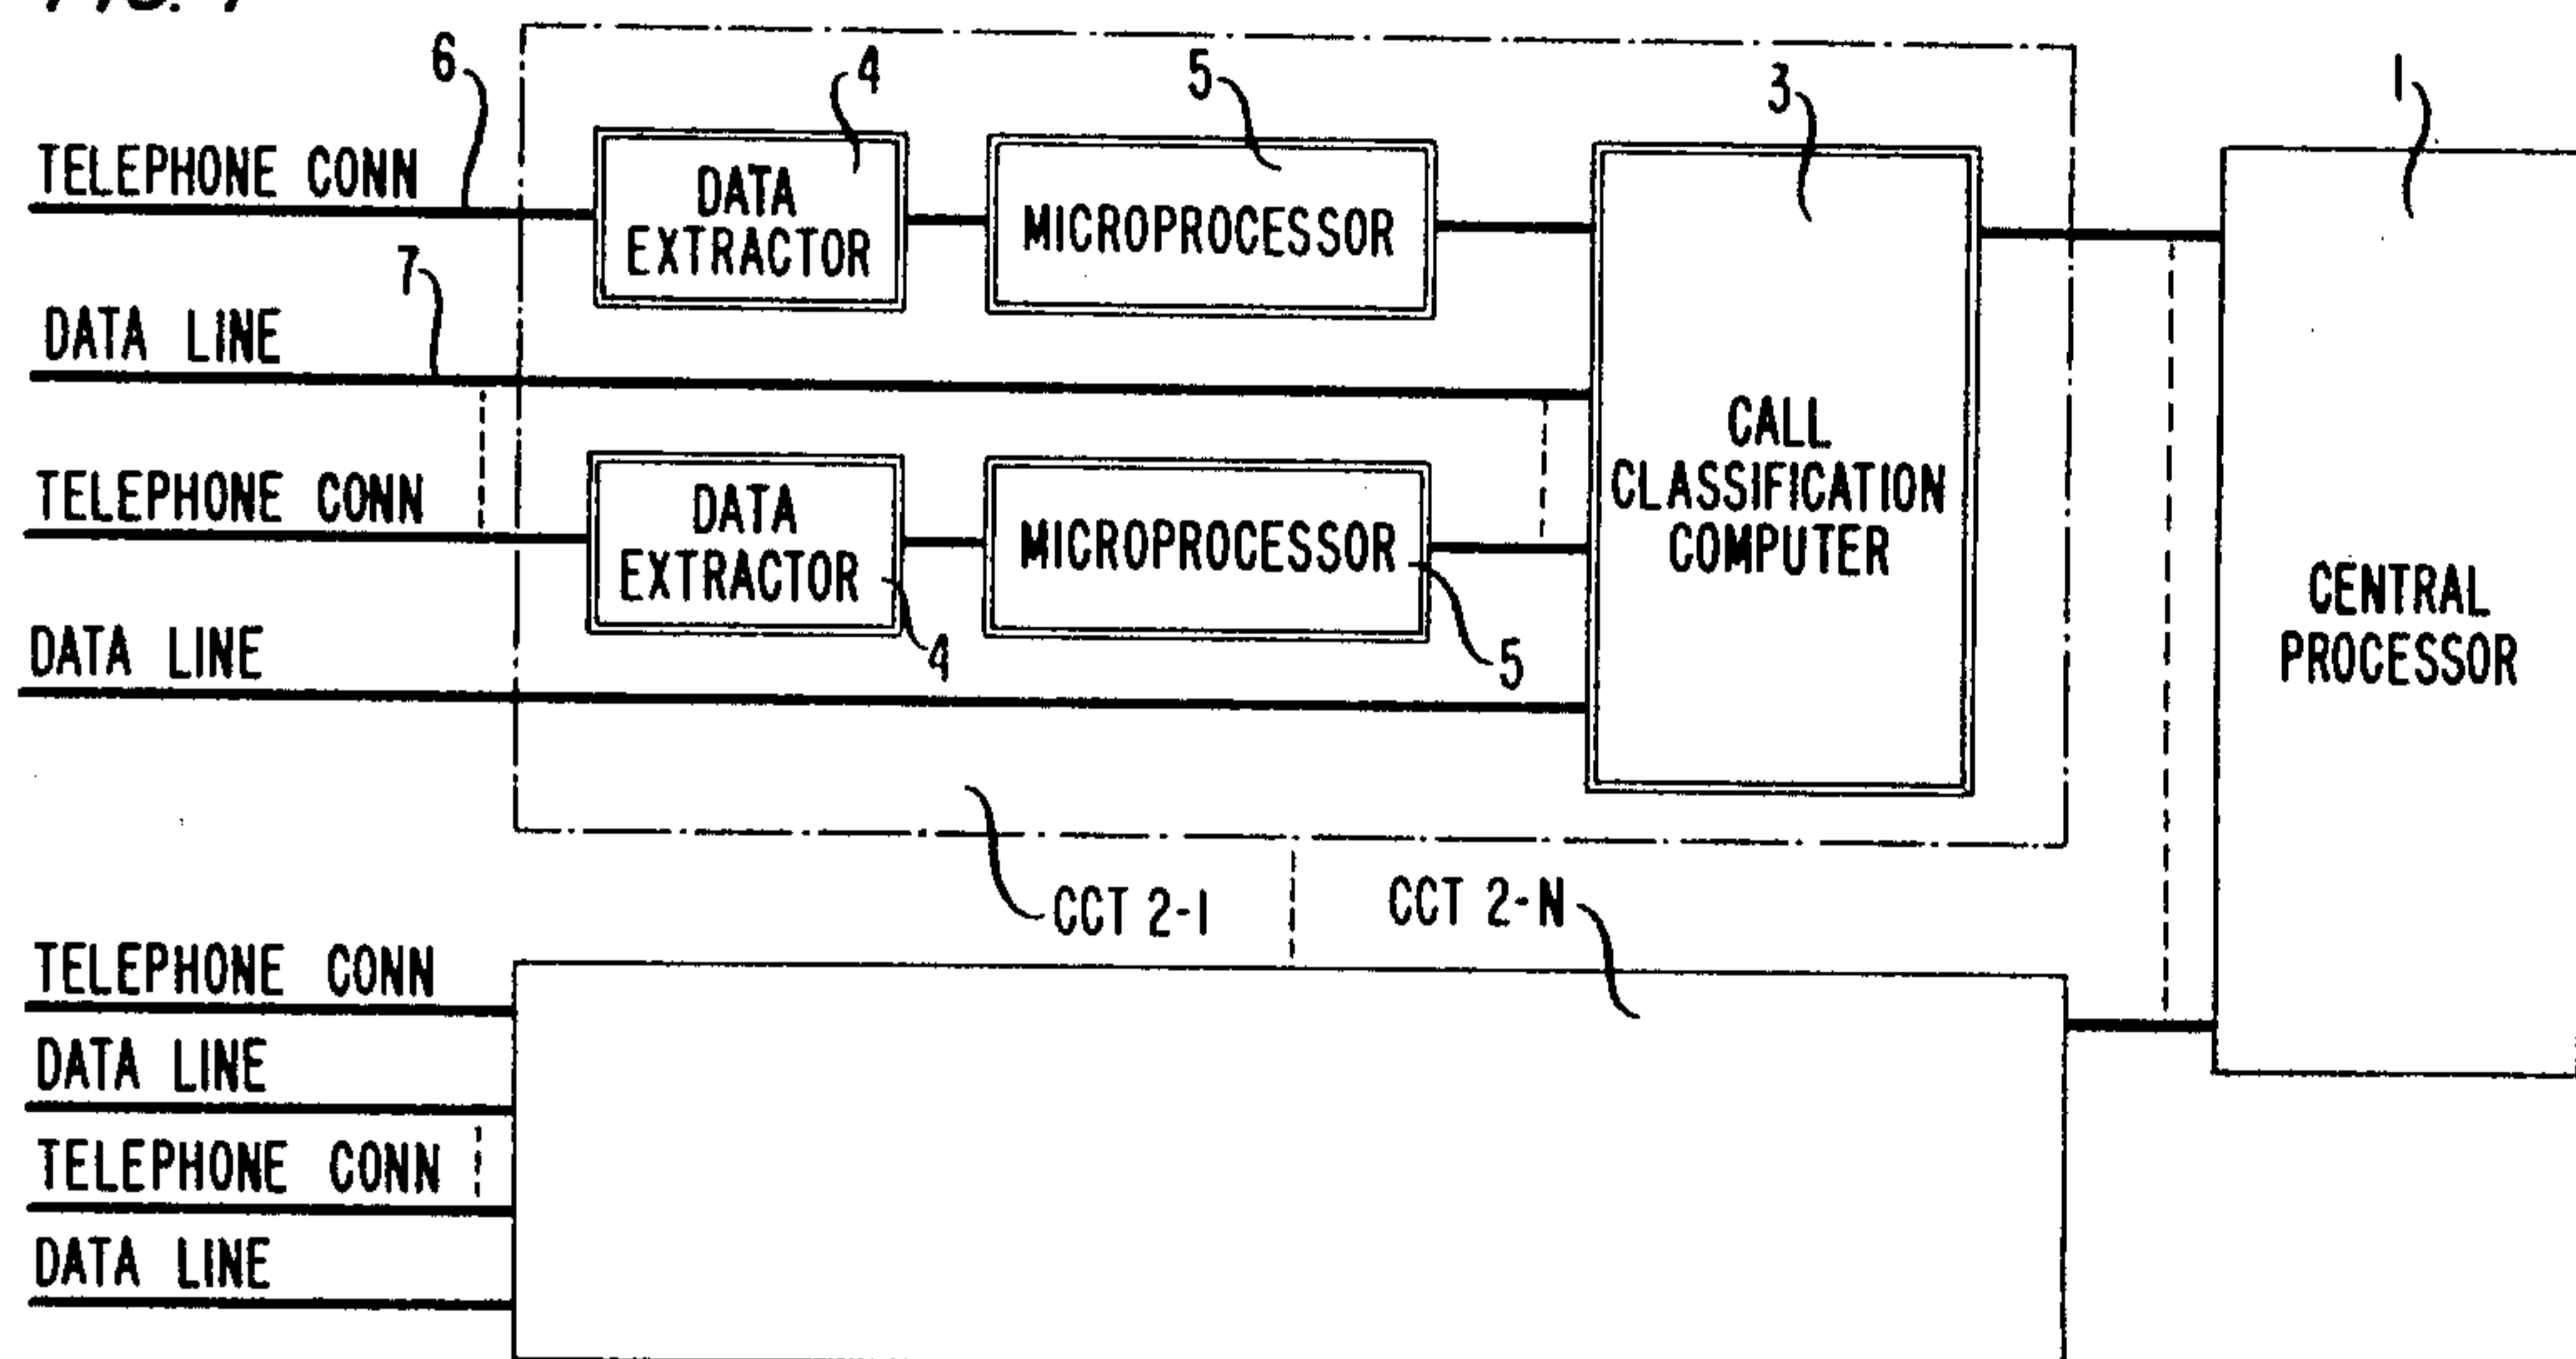 6
4
5
3
1
TELEPHONE CONN
DATA
EXTRACTOR
MICROPROCESSOR
7
DATA LINE
CALL
CLASSIFICATION
COMPUTER
TELEPHONE CONN
DATA
EXTRACTOR
MICROPROCESSOR
CENTRAL
PROCESSOR
DATA LINE
4
5
CCT 2-1
CCT 2-N
TELEPHONE CONN
DATA LINE
TELEPHONE CONN
DATA LINE